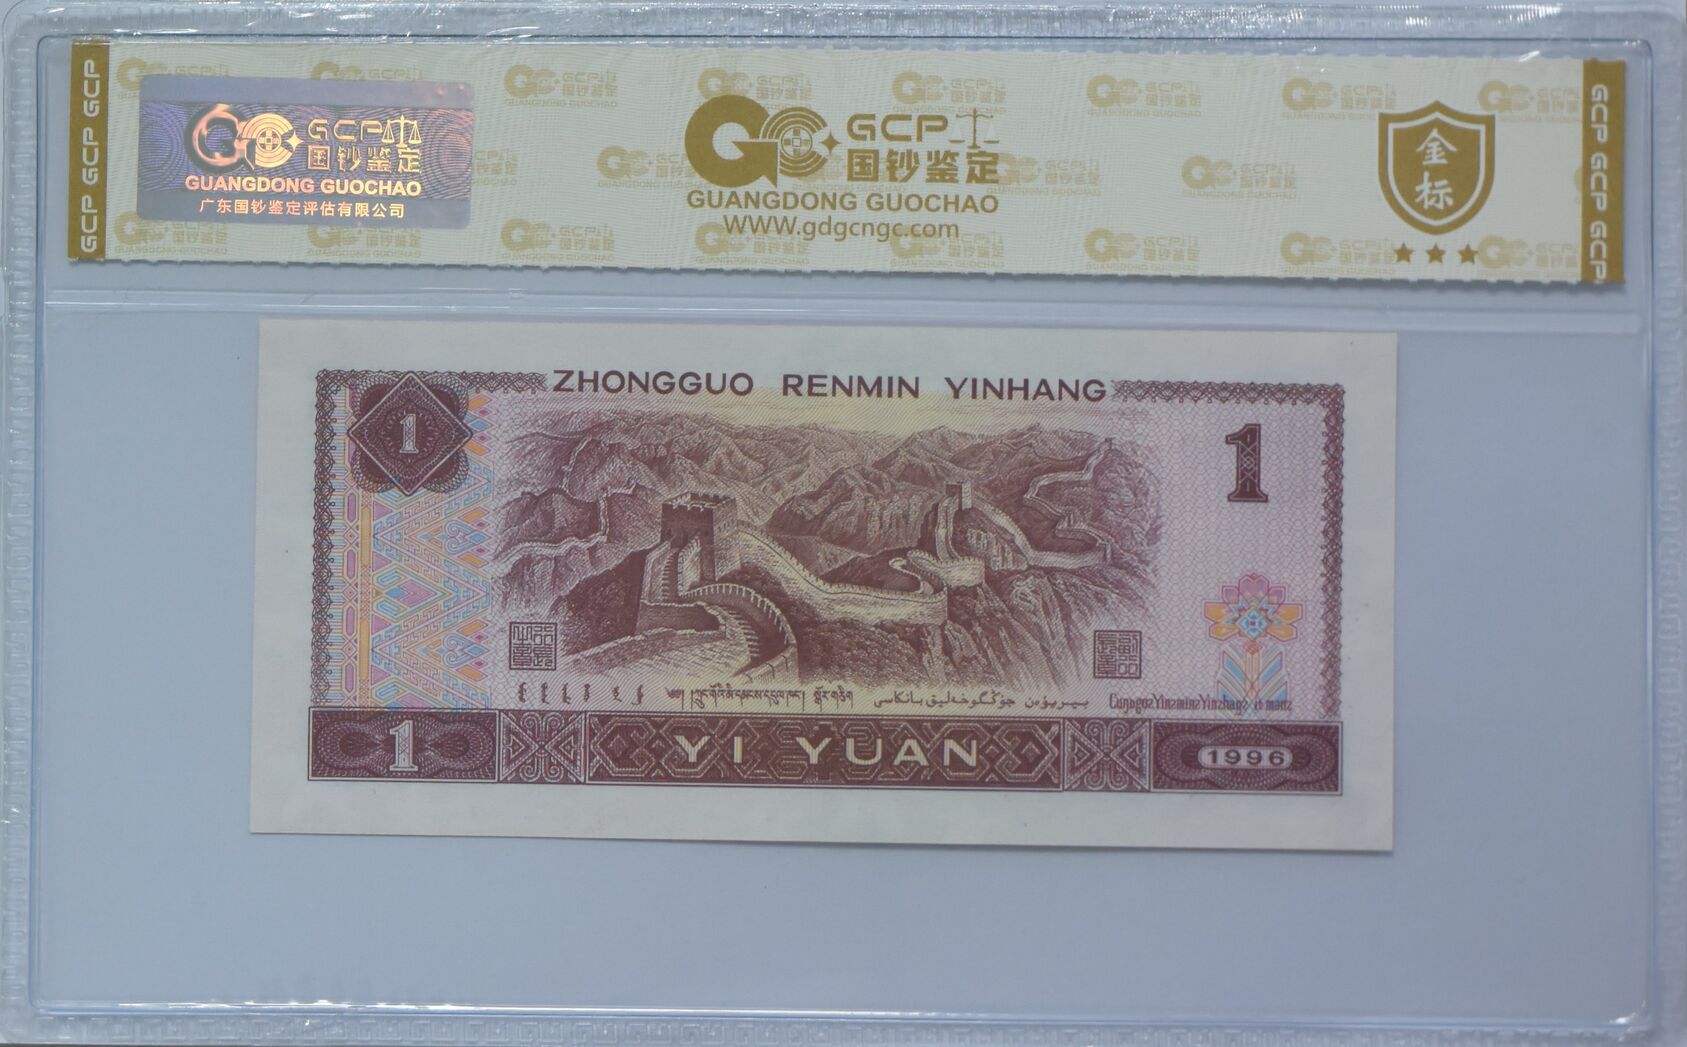 GCP GCP GCP
GCP
国钞鉴定
GUANGDONG GUOCHAO
广东国钞鉴定评估有限公司
GCP
国钞鉴定
GUANGDONG GUOCHAO
WWW.gdgcngc.com
金
标
GCP GCP GCP
ZHONGGUO RENMIN YINHANG
1
1
1
YI YUAN
1996